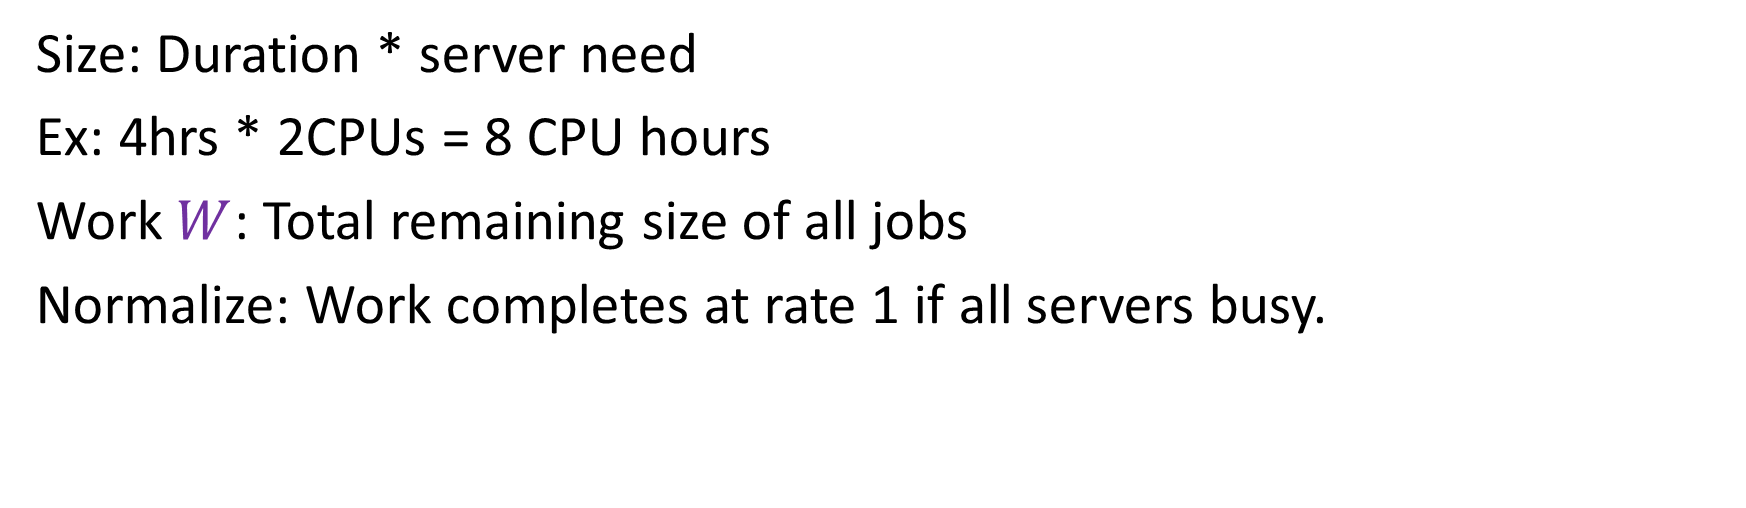 Size: Duration * server need
Ex: 4hrs * 2CPUs = 8 CPU hours
Work W: Total remaining size of all jobs
Normalize: Work completes at rate 1 if all servers busy.